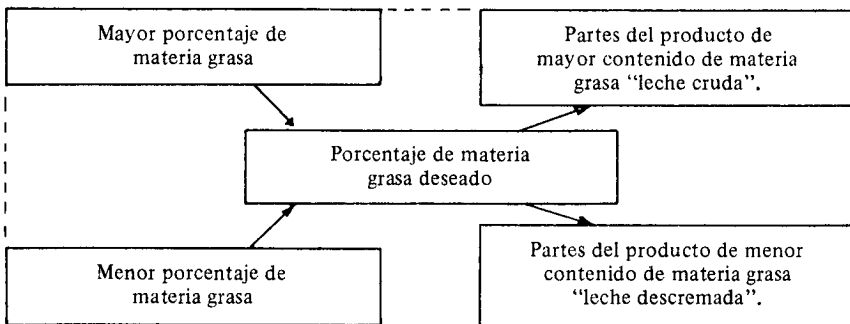 Mayor porcentaje de
materia grasa
Partes del producto de
mayor contenido de materia
grasa “leche cruda”.
Porcentaje de materia
grasa deseado
Menor porcentaje de
materia grasa
Partes del producto de menor
contenido de materia grasa
“leche descremada”.